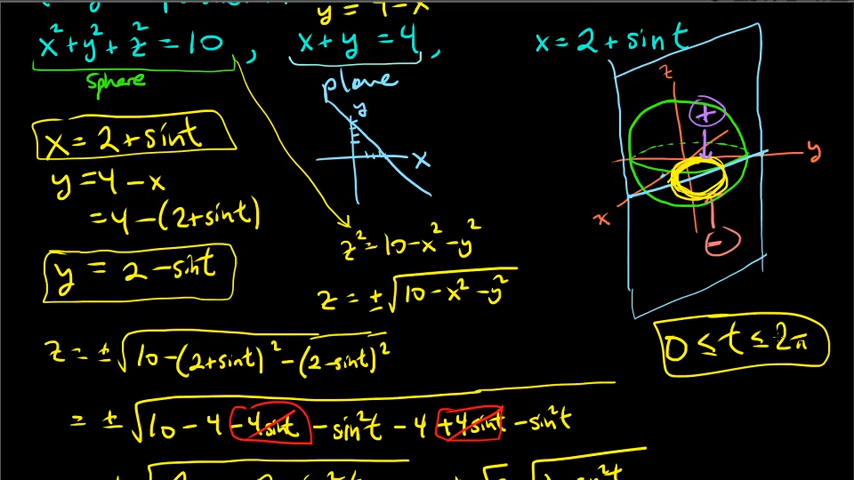 y = 4 - x
x² + y² + z² = 10 , x + y = 4 , x = 2 + sin t
sphere
plane
x = 2 + sin t
y = 4 - x
= 4 - (2 + sin t)
y = 2 - sin t
y
x
z
y
x
+
-
z² = 10 - x² - y²
z = ±√(10 - x² - y²)
0 ≤ t ≤ 2π
z = ±√(10 - (2 + sin t)² - (2 - sin t)²)
= ±√(10 - 4 - 4 sin t - sin² t - 4 + 4 sin t - sin² t)